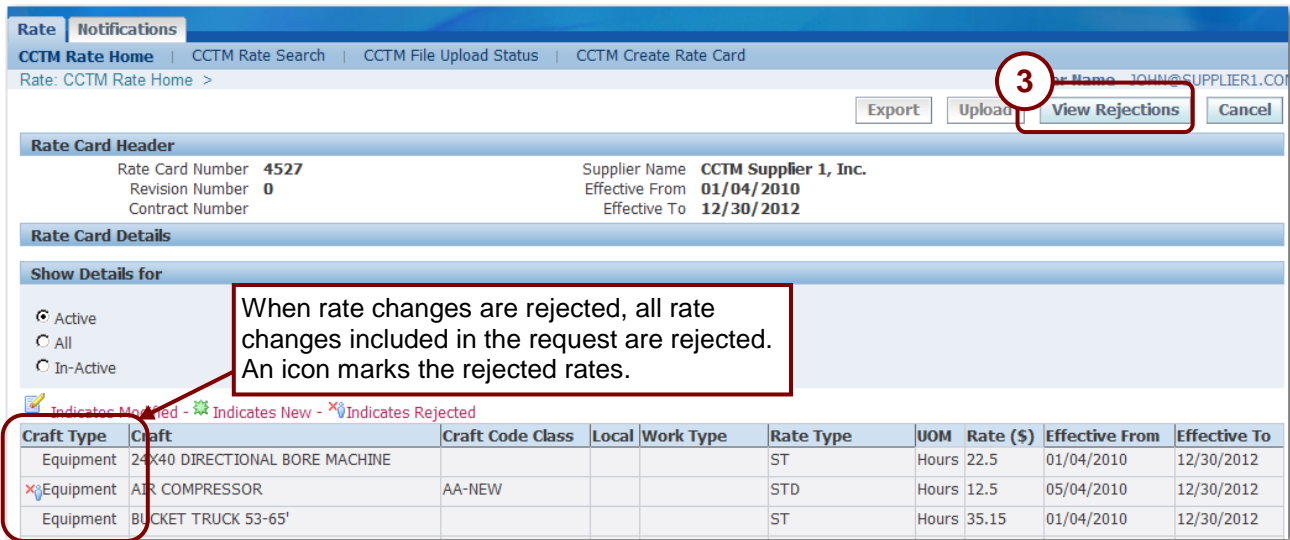 Rate Notifications
CCTM Rate Home | CCTM Rate Search | CCTM File Upload Status | CCTM Create Rate Card
Rate: CCTM Rate Home >
3
Name JOHN@SUPPLIER1.CO
Export Upload View Rejections Cancel
Rate Card Header
Rate Card Number 4527 Supplier Name CCTM Supplier 1, Inc.
Revision Number 0 Effective From 01/04/2010
Contract Number Effective To 12/30/2012
Rate Card Details
Show Details for
Active
All
In-Active
When rate changes are rejected, all rate
changes included in the request are rejected.
An icon marks the rejected rates.
Indicates Modified - Indicates New - Indicates Rejected
Craft Type Craft Craft Code Class Local Work Type Rate Type UOM Rate ($) Effective From Effective To
Equipment 24X40 DIRECTIONAL BORE MACHINE ST Hours 22.5 01/04/2010 12/30/2012
Equipment AIR COMPRESSOR AA-NEW STD Hours 12.5 05/04/2010 12/30/2012
Equipment BUCKET TRUCK 53-65' ST Hours 35.15 01/04/2010 12/30/2012